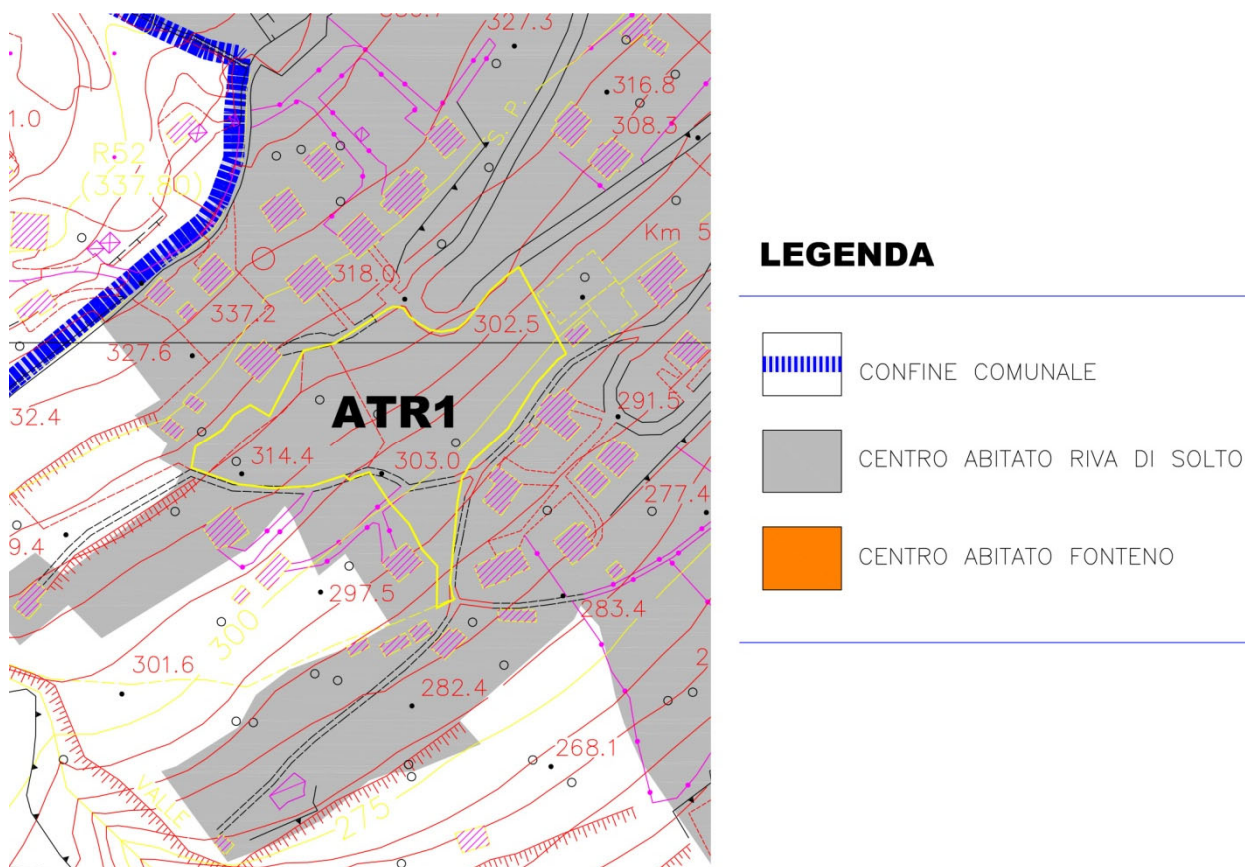 327.3
316.8
308.3
1.0
S. P.
R52
(337.80)
Km 5
318.0
337.2
302.5
327.6
32.4
ATR1
291.5
314.4
303.0
277.4
9.4
297.5
283.4
300
301.6
2
282.4
268.1
VALLE
275
LEGENDA
CONFINE COMUNALE
CENTRO ABITATO RIVA DI SOLTO
CENTRO ABITATO FONTENO